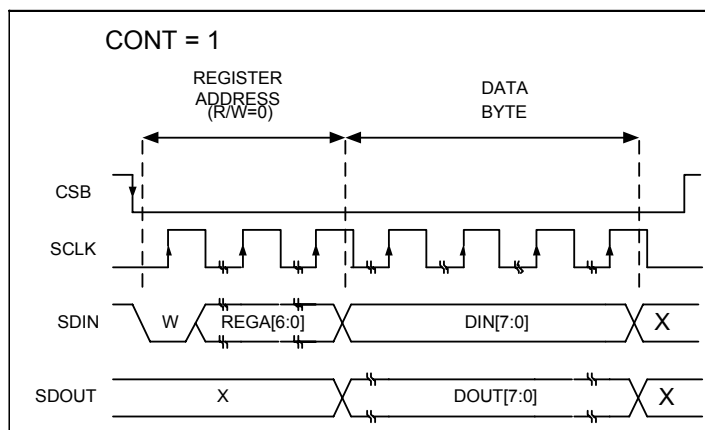 CONT = 1
REGISTER
ADDRESS
(R/W=0)
DATA
BYTE
CSB
SCLK
SDIN
W
REGA[6:0]
DIN[7:0]
X
SDOUT
X
DOUT[7:0]
X